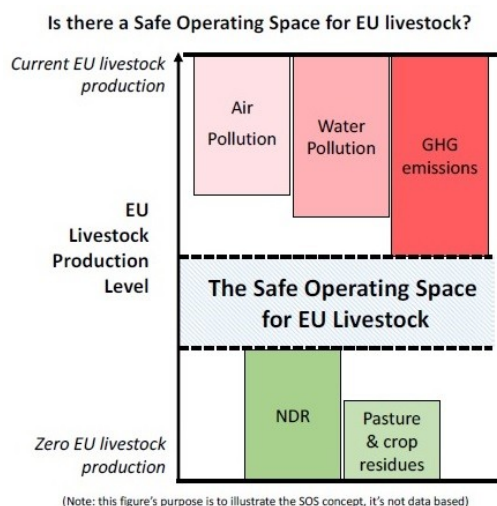 Is there a Safe Operating Space for EU livestock?
Current EU livestock
production
Air
Pollution
Water
Pollution
GHG
emissions
EU
Livestock
Production
Level
The Safe Operating Space
for EU Livestock
NDR
Pasture
& crop
residues
Zero EU livestock
production
(Note: this figure's purpose is to illustrate the SOS concept, it's not data based)